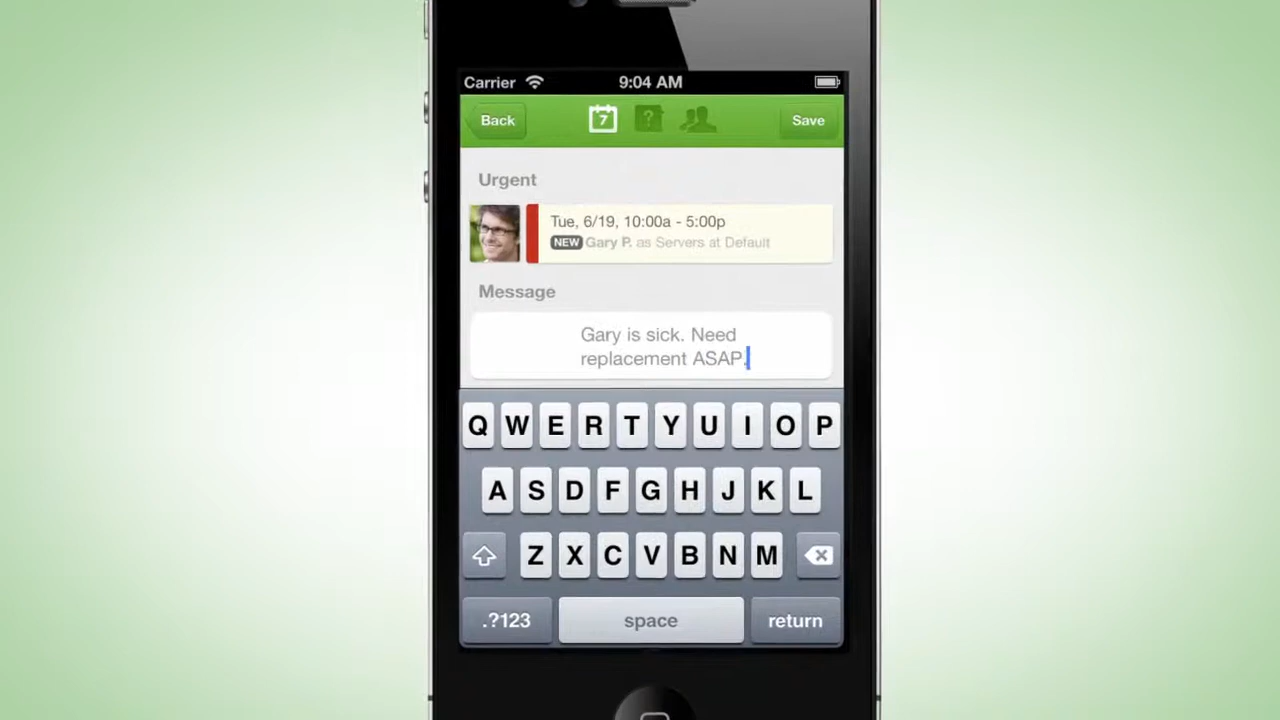 Carrier 9:04 AM
Back 7 ? Save
Urgent
Tue, 6/19, 10:00a - 5:00p
NEW Gary P. as Servers at Default
Message
Gary is sick. Need
replacement ASAP.
Q W E R T Y U I O P
A S D F G H J K L
Z X C V B N M
.?123 space return